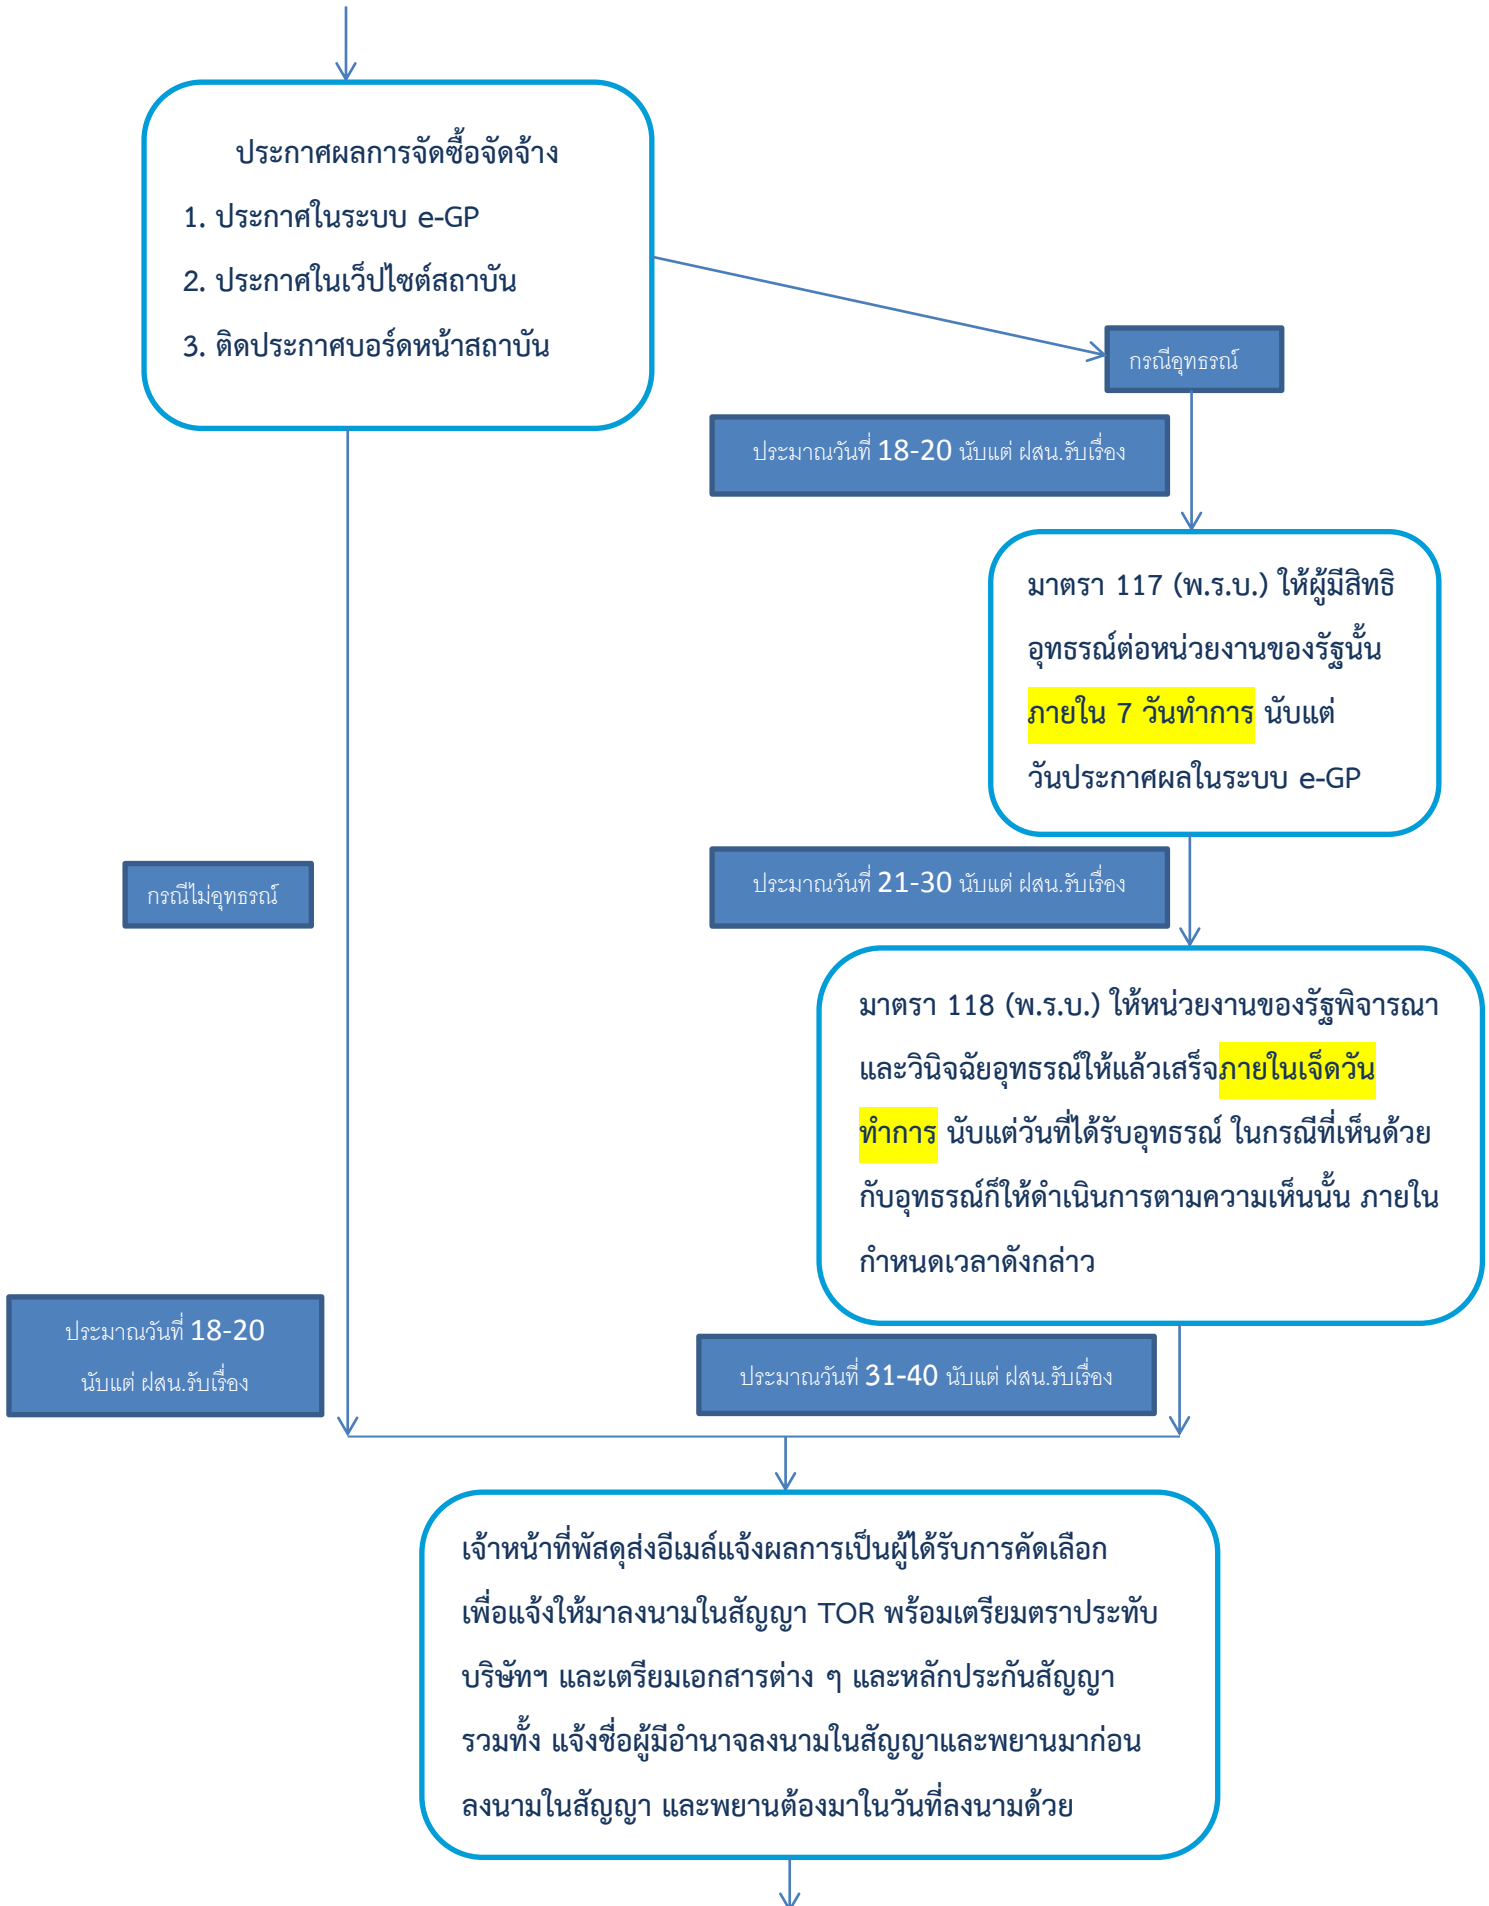 ประกาศผลการจัดซื้อจัดจ้าง
1. ประกาศในระบบ e-GP
2. ประกาศในเว็ปไซต์สถาบัน
3. ติดประกาศบอร์ดหน้าสถาบัน
กรณีอุทธรณ์
ประมาณวันที่ 18-20 นับแต่ ฝสน.รับเรื่อง
มาตรา 117 (พ.ร.บ.) ให้ผู้มีสิทธิ
อุทธรณ์ต่อหน่วยงานของรัฐนั้น
ภายใน 7 วันทำการ นับแต่
วันประกาศผลในระบบ e-GP
กรณีไม่อุทธรณ์
ประมาณวันที่ 21-30 นับแต่ ฝสน.รับเรื่อง
มาตรา 118 (พ.ร.บ.) ให้หน่วยงานของรัฐพิจารณา
และวินิจฉัยอุทธรณ์ให้แล้วเสร็จภายในเจ็ดวัน
ทำการ นับแต่วันที่ได้รับอุทธรณ์ ในกรณีที่เห็นด้วย
กับอุทธรณ์ก็ให้ดำเนินการตามความเห็นนั้น ภายใน
กำหนดเวลาดังกล่าว
ประมาณวันที่ 18-20
นับแต่ ฝสน.รับเรื่อง
ประมาณวันที่ 31-40 นับแต่ ฝสน.รับเรื่อง
เจ้าหน้าที่พัสดุส่งอีเมล์แจ้งผลการเป็นผู้ได้รับการคัดเลือก
เพื่อแจ้งให้มาลงนามในสัญญา TOR พร้อมเตรียมตราประทับ
บริษัทฯ และเตรียมเอกสารต่าง ๆ และหลักประกันสัญญา
รวมทั้ง แจ้งชื่อผู้มีอำนาจลงนามในสัญญาและพยานมาก่อน
ลงนามในสัญญา และพยานต้องมาในวันที่ลงนามด้วย